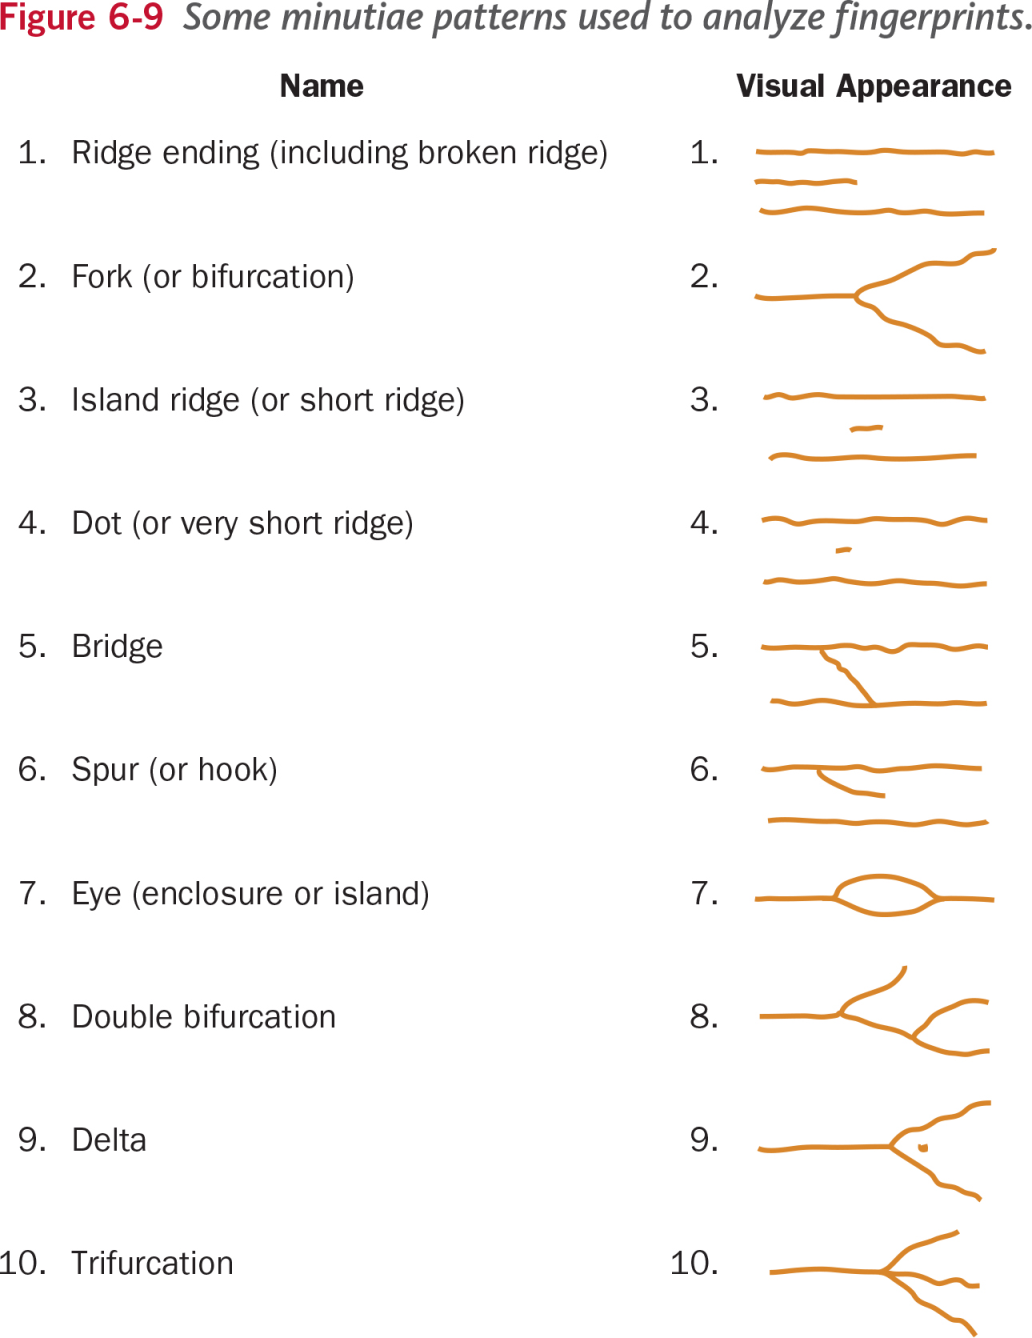 Figure 6-9 Some minutiae patterns used to analyze fingerprints.
Name Visual Appearance
1. Ridge ending (including broken ridge) 1.
2. Fork (or bifurcation) 2.
3. Island ridge (or short ridge) 3.
4. Dot (or very short ridge) 4.
5. Bridge 5.
6. Spur (or hook) 6.
7. Eye (enclosure or island) 7.
8. Double bifurcation 8.
9. Delta 9.
10. Trifurcation 10.